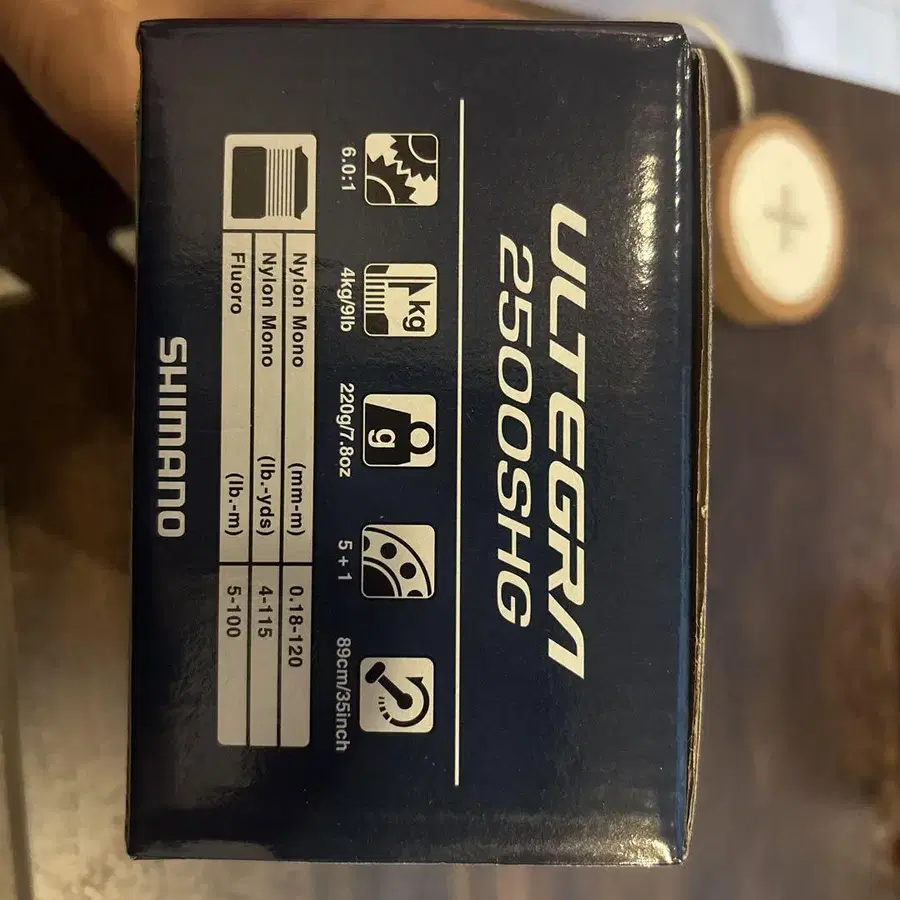 ULTEGRA
2500SHG
6.0:1
kg
4kg/9lb
g
220g/7.8oz
5 + 1
89cm/35inch
Nylon Mono (mm-m) 0.18-120
Nylon Mono (lb.-yds) 4-115
Fluoro (lb.-m) 5-100
SHIMANO